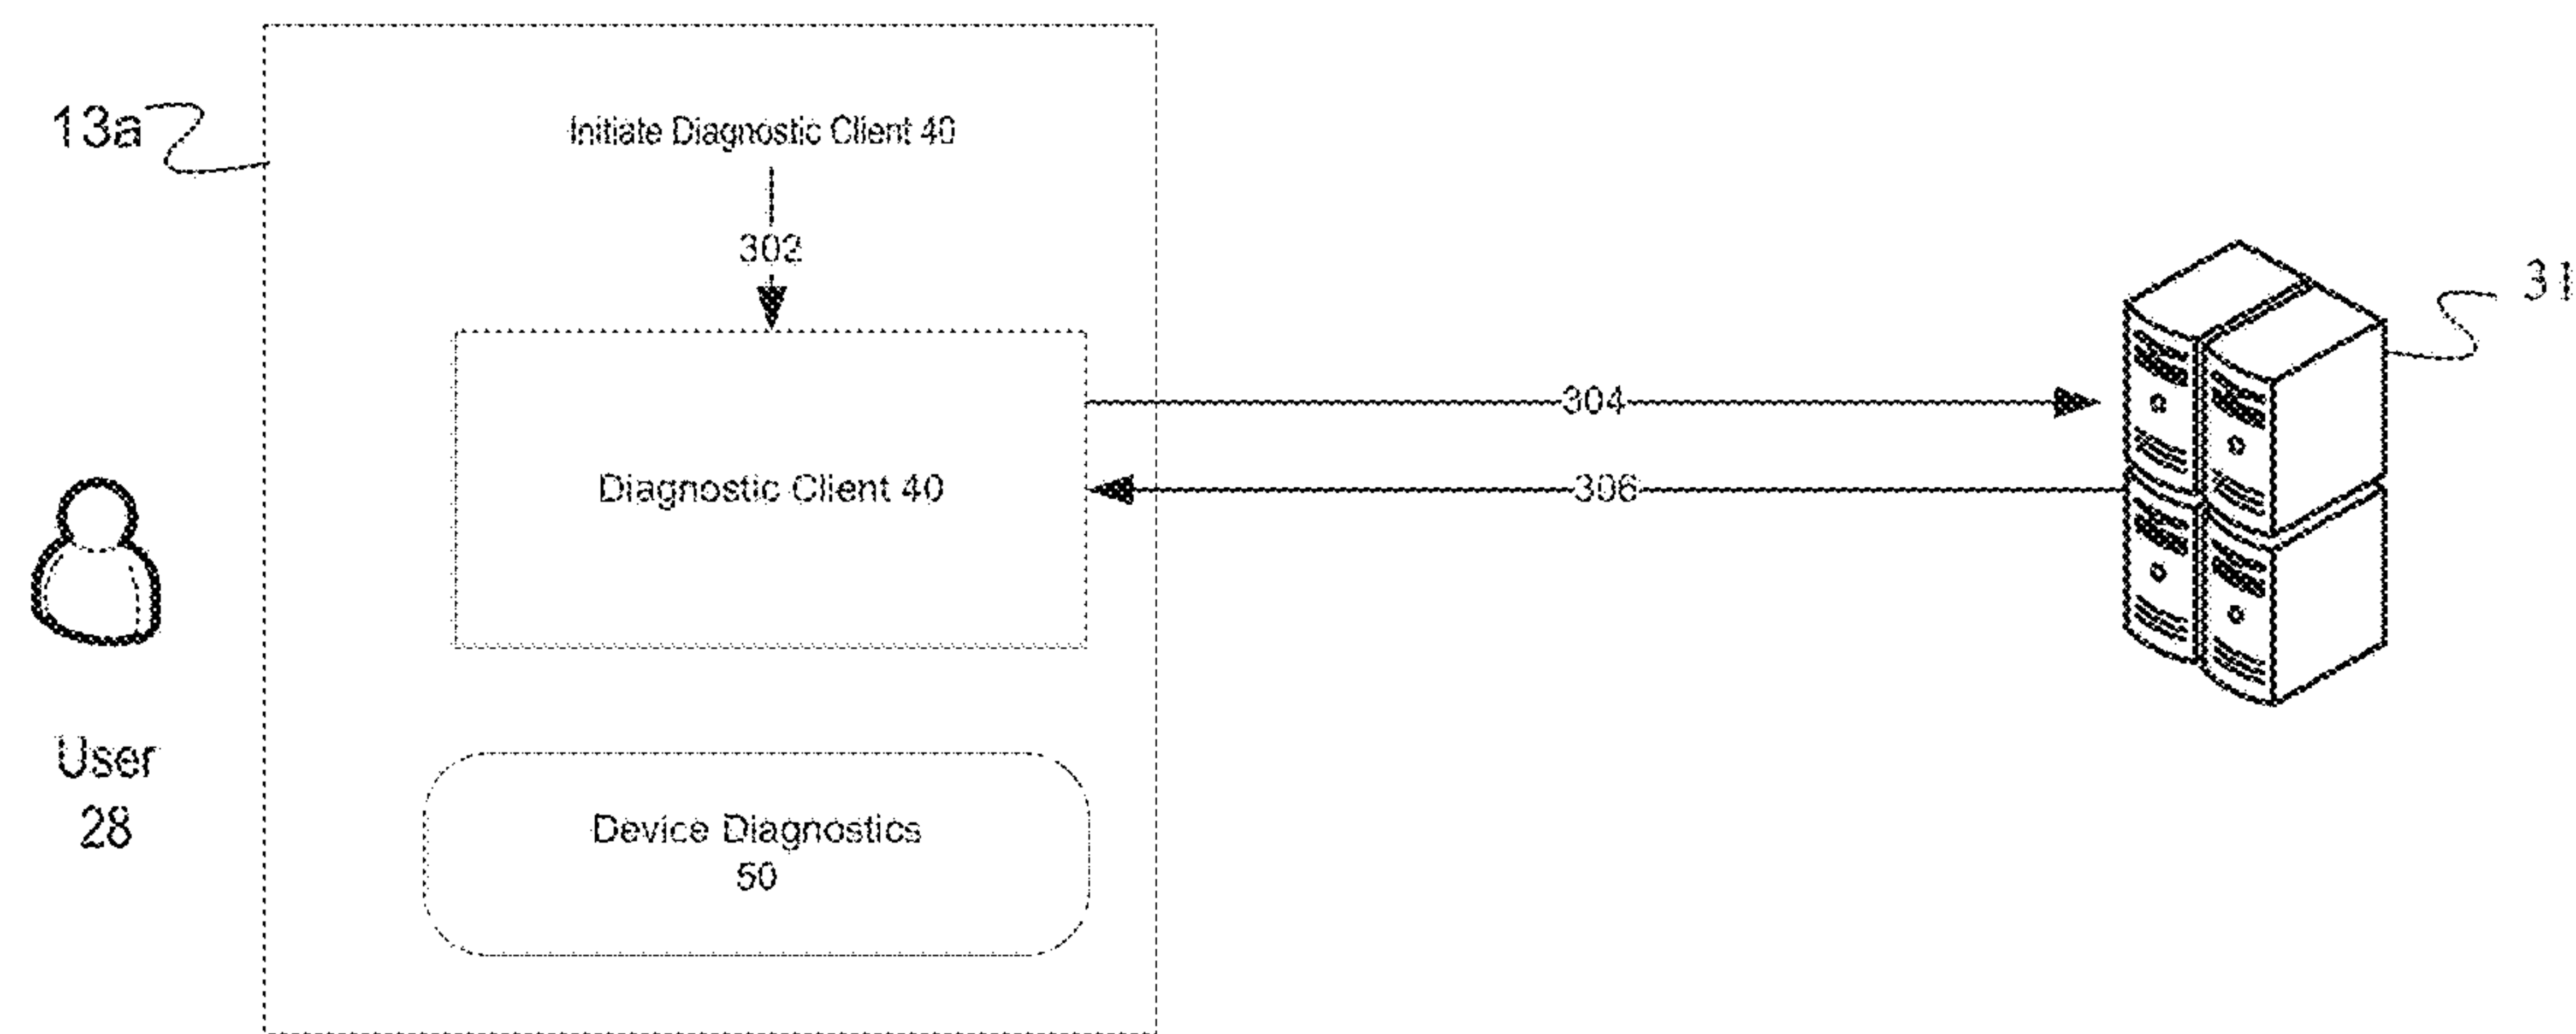 13a
Initiate Diagnostic Client 40
302
31
304
Diagnostic Client 40
306
User
28
Device Diagnostics
50